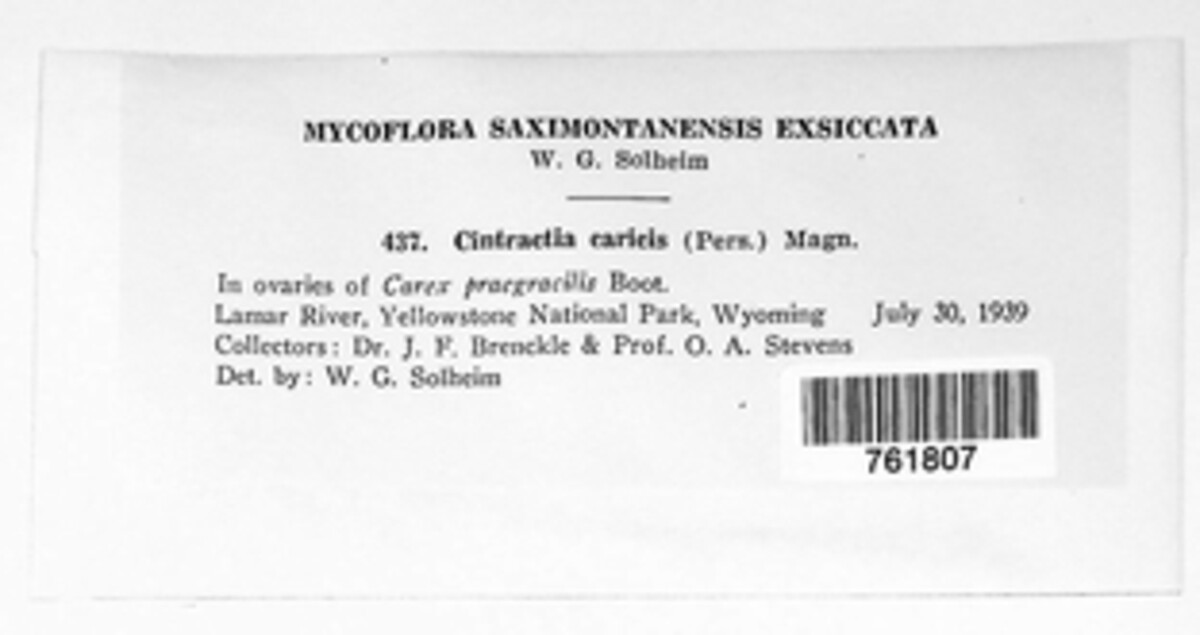 MYCOFLORA SAXIMONTANENSIS EXSICCATA
W. G. Solheim
437. Cintractia caricis (Pers.) Magn.
In ovaries of Carex praegracilis Boot.
Lamar River, Yellowstone National Park, Wyoming July 30, 1939
Collectors: Dr. J. F. Brenckle & Prof. O. A. Stevens
Det. by: W. G. Solheim
761807